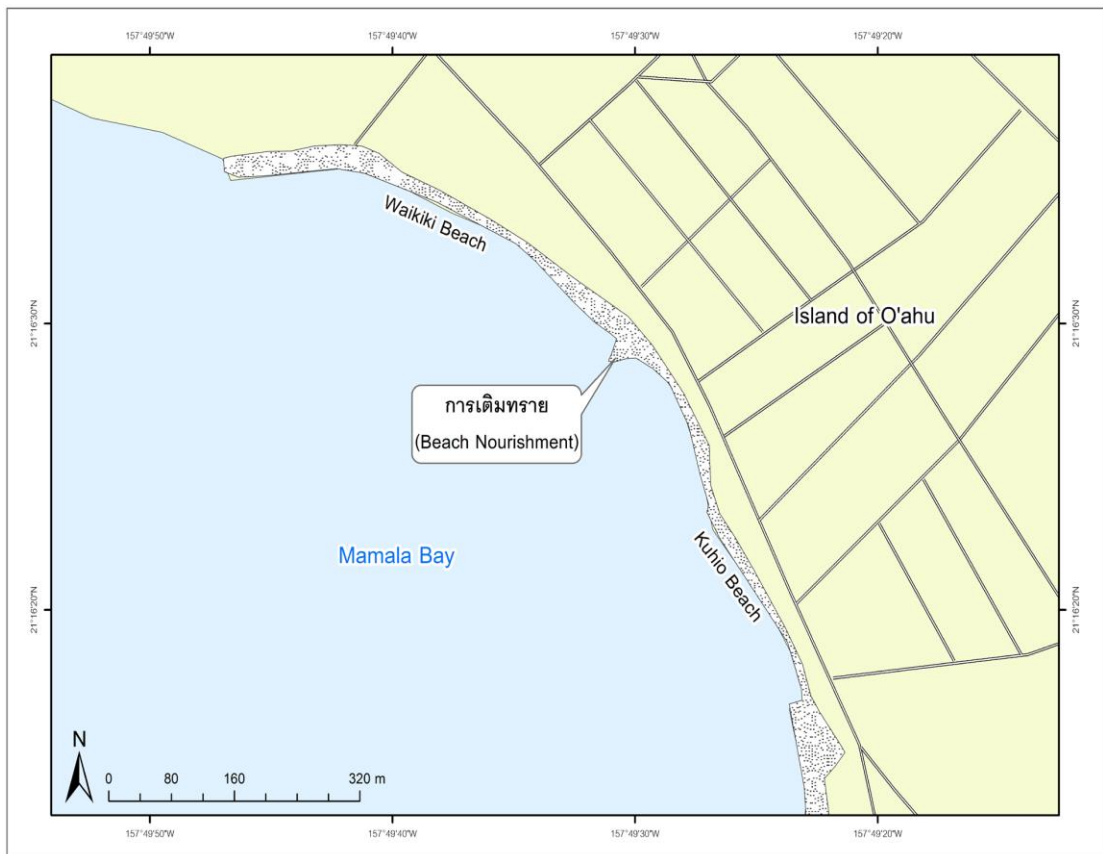 157°49'50"W 157°49'40"W 157°49'30"W 157°49'20"W
Waikiki Beach
21°16'30"N
Island of O'ahu
21°16'30"N
การเติมทราย
(Beach Nourishment)
Mamala Bay
Kuhio Beach
21°16'20"N
21°16'20"N
N
0 80 160 320 m
157°49'50"W 157°49'40"W 157°49'30"W 157°49'20"W